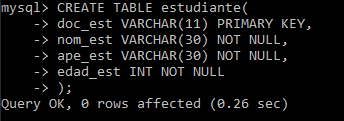 mysql> CREATE TABLE estudiante(
    -> doc_est VARCHAR(11) PRIMARY KEY,
    -> nom_est VARCHAR(30) NOT NULL,
    -> ape_est VARCHAR(30) NOT NULL,
    -> edad_est INT NOT NULL
    -> );
Query OK, 0 rows affected (0.26 sec)